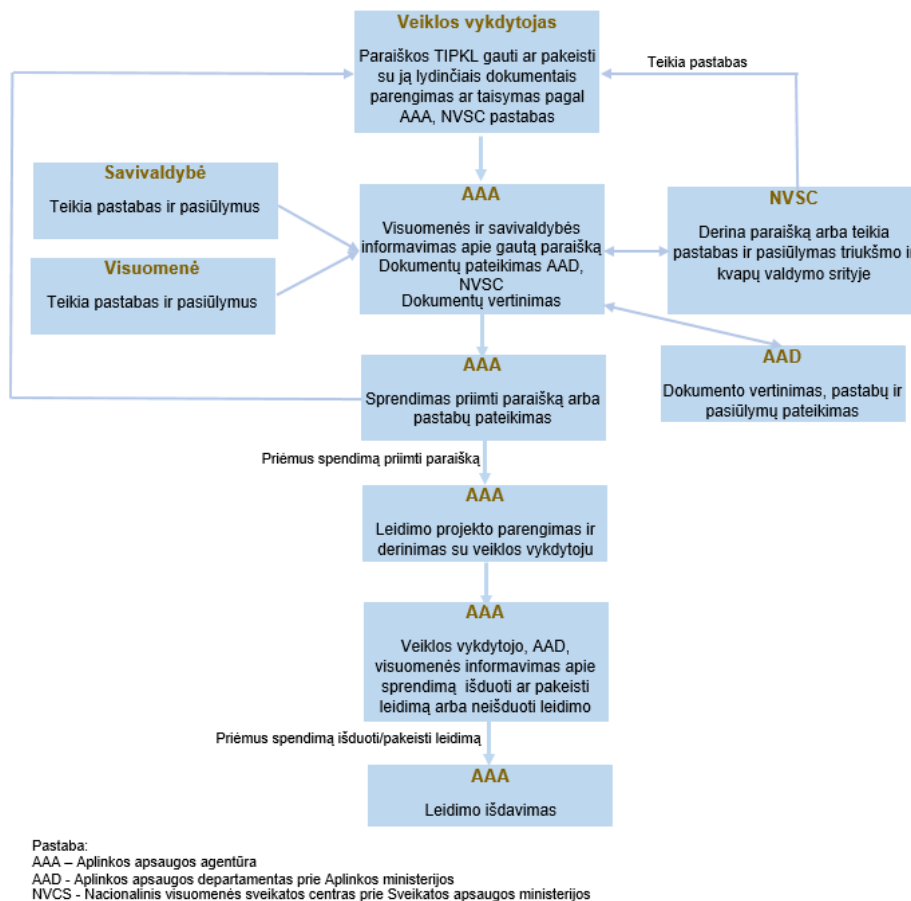 Veiklos vykdytojas
Paraiškos TIPKL gauti ar pakeisti
su ją lydinčiais dokumentais
parengimas ar taisymas pagal
AAA, NVSC pastabas
Teikia pastabas
Savivaldybė
Teikia pastabas ir pasiūlymus
Visuomenė
Teikia pastabas ir pasiūlymus
AAA
Visuomenės ir savivaldybės
informavimas apie gautą paraišką
Dokumentų pateikimas AAD,
NVSC
Dokumentų vertinimas
NVSC
Derina paraišką arba teikia
pastabas ir pasiūlymas triukšmo ir
kvapų valdymo srityje
AAD
Dokumento vertinimas, pastabų ir
pasiūlymų pateikimas
AAA
Sprendimas priimti paraišką arba
pastabų pateikimas
Priėmus spendimą priimti paraišką
AAA
Leidimo projekto parengimas ir
derinimas su veiklos vykdytoju
AAA
Veiklos vykdytojo, AAD,
visuomenės informavimas apie
sprendimą išduoti ar pakeisti
leidimą arba neišduoti leidimo
Priėmus spendimą išduoti/pakeisti leidimą
AAA
Leidimo išdavimas
Pastaba:
AAA – Aplinkos apsaugos agentūra
AAD - Aplinkos apsaugos departamentas prie Aplinkos ministerijos
NVCS - Nacionalinis visuomenės sveikatos centras prie Sveikatos apsaugos ministerijos